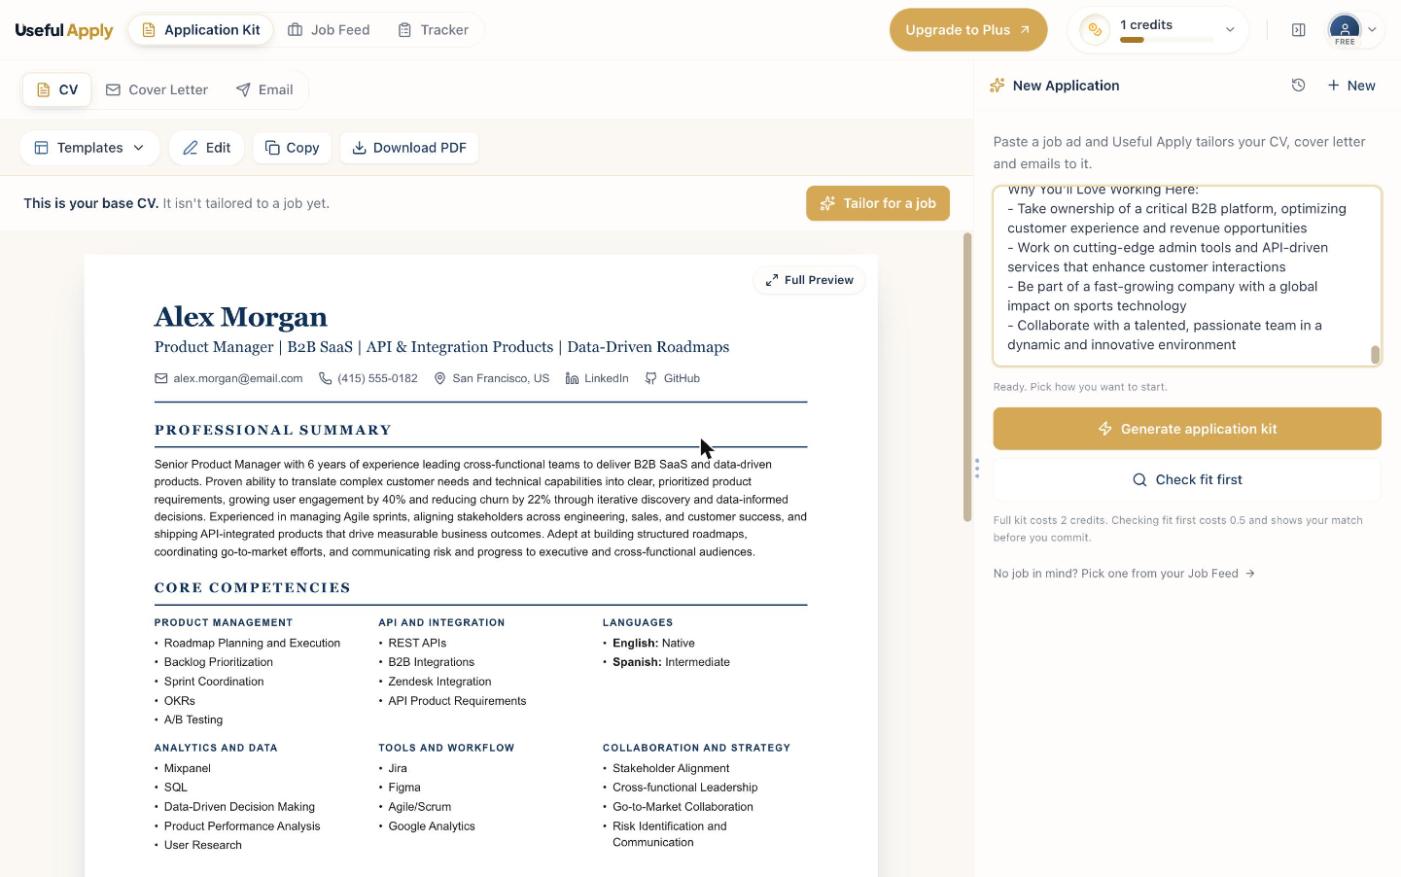 Useful Apply
Application Kit
Job Feed
Tracker
Upgrade to Plus
1 credits
FREE
CV
Cover Letter
Email
New Application
New
Templates
Edit
Copy
Download PDF
This is your base CV. It isn't tailored to a job yet.
Tailor for a job
Full Preview
Alex Morgan
Product Manager | B2B SaaS | API & Integration Products | Data-Driven Roadmaps
alex.morgan@email.com (415) 555-0182 San Francisco, US LinkedIn GitHub
PROFESSIONAL SUMMARY
Senior Product Manager with 6 years of experience leading cross-functional teams to deliver B2B SaaS and data-driven
products. Proven ability to translate complex customer needs and technical capabilities into clear, prioritized product
requirements, growing user engagement by 40% and reducing churn by 22% through iterative discovery and data-informed
decisions. Experienced in managing Agile sprints, aligning stakeholders across engineering, sales, and customer success, and
shipping API-integrated products that drive measurable business outcomes. Adept at building structured roadmaps,
coordinating go-to-market efforts, and communicating risk and progress to executive and cross-functional audiences.
CORE COMPETENCIES
PRODUCT MANAGEMENT
• Roadmap Planning and Execution
• Backlog Prioritization
• Sprint Coordination
• OKRs
• A/B Testing
API AND INTEGRATION
• REST APIs
• B2B Integrations
• Zendesk Integration
• API Product Requirements
LANGUAGES
• English: Native
• Spanish: Intermediate
ANALYTICS AND DATA
• Mixpanel
• SQL
• Data-Driven Decision Making
• Product Performance Analysis
• User Research
TOOLS AND WORKFLOW
• Jira
• Figma
• Agile/Scrum
• Google Analytics
COLLABORATION AND STRATEGY
• Stakeholder Alignment
• Cross-functional Leadership
• Go-to-Market Collaboration
• Risk Identification and
Communication
Paste a job ad and Useful Apply tailors your CV, cover letter
and emails to it.
Why You'll Love Working Here:
- Take ownership of a critical B2B platform, optimizing
customer experience and revenue opportunities
- Work on cutting-edge admin tools and API-driven
services that enhance customer interactions
- Be part of a fast-growing company with a global
impact on sports technology
- Collaborate with a talented, passionate team in a
dynamic and innovative environment
Ready. Pick how you want to start.
Generate application kit
Check fit first
Full kit costs 2 credits. Checking fit first costs 0.5 and shows your match
before you commit.
No job in mind? Pick one from your Job Feed →